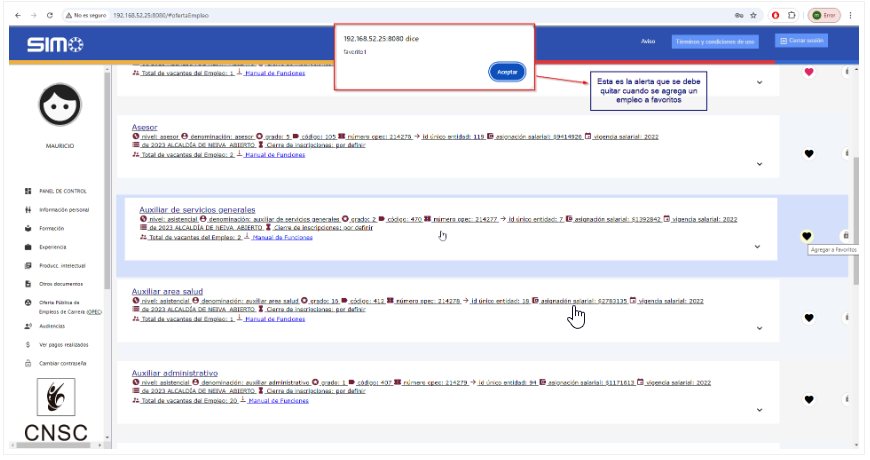 No es seguro 192.168.52.25:8080/#ofertaEmpleo
Error
SIMO
192.168.52.25:8080 dice
favorito1
Aceptar
Aviso
Términos y condiciones de uso
Cerrar sesión
Esta es la alerta que se debe
quitar cuando se agrega un
empleo a favoritos
MAURICIO
PANEL DE CONTROL
Información personal
Formación
Experiencia
Producc. intelectual
Otros documentos
Oferta Pública de
Empleos de Carrera (OPEC)
Audiencias
Ver pagos realizados
Cambiar contraseña
CNSC
Total de vacantes del Empleo: 1 Manual de Funciones
Asesor
nivel: asesor denominación: asesor grado: 5 código: 105 número opec: 214276 id único entidad: 118 asignación salarial: $9414926 vigencia salarial: 2022
de 2023 ALCALDÍA DE NEIVA ABIERTO Cierre de inscripciones: por definir
Total de vacantes del Empleo: 2 Manual de Funciones
Auxiliar de servicios generales
nivel: asistencial denominación: auxiliar de servicios generales grado: 2 código: 470 número opec: 214277 id único entidad: 7 asignación salarial: $1392842 vigencia salarial: 2022
de 2023 ALCALDÍA DE NEIVA ABIERTO Cierre de inscripciones: por definir
Total de vacantes del Empleo: 2 Manual de Funciones
Agregar a favoritos
Auxiliar area salud
nivel: asistencial denominación: auxiliar area salud grado: 15 código: 412 número opec: 214278 id único entidad: 18 asignación salarial: $2783135 vigencia salarial: 2022
de 2023 ALCALDÍA DE NEIVA ABIERTO Cierre de inscripciones: por definir
Total de vacantes del Empleo: 1 Manual de Funciones
Auxiliar administrativo
nivel: asistencial denominación: auxiliar administrativo grado: 1 código: 407 número opec: 214279 id único entidad: 94 asignación salarial: $1171613 vigencia salarial: 2022
de 2023 ALCALDÍA DE NEIVA ABIERTO Cierre de inscripciones: por definir
Total de vacantes del Empleo: 20 Manual de Funciones